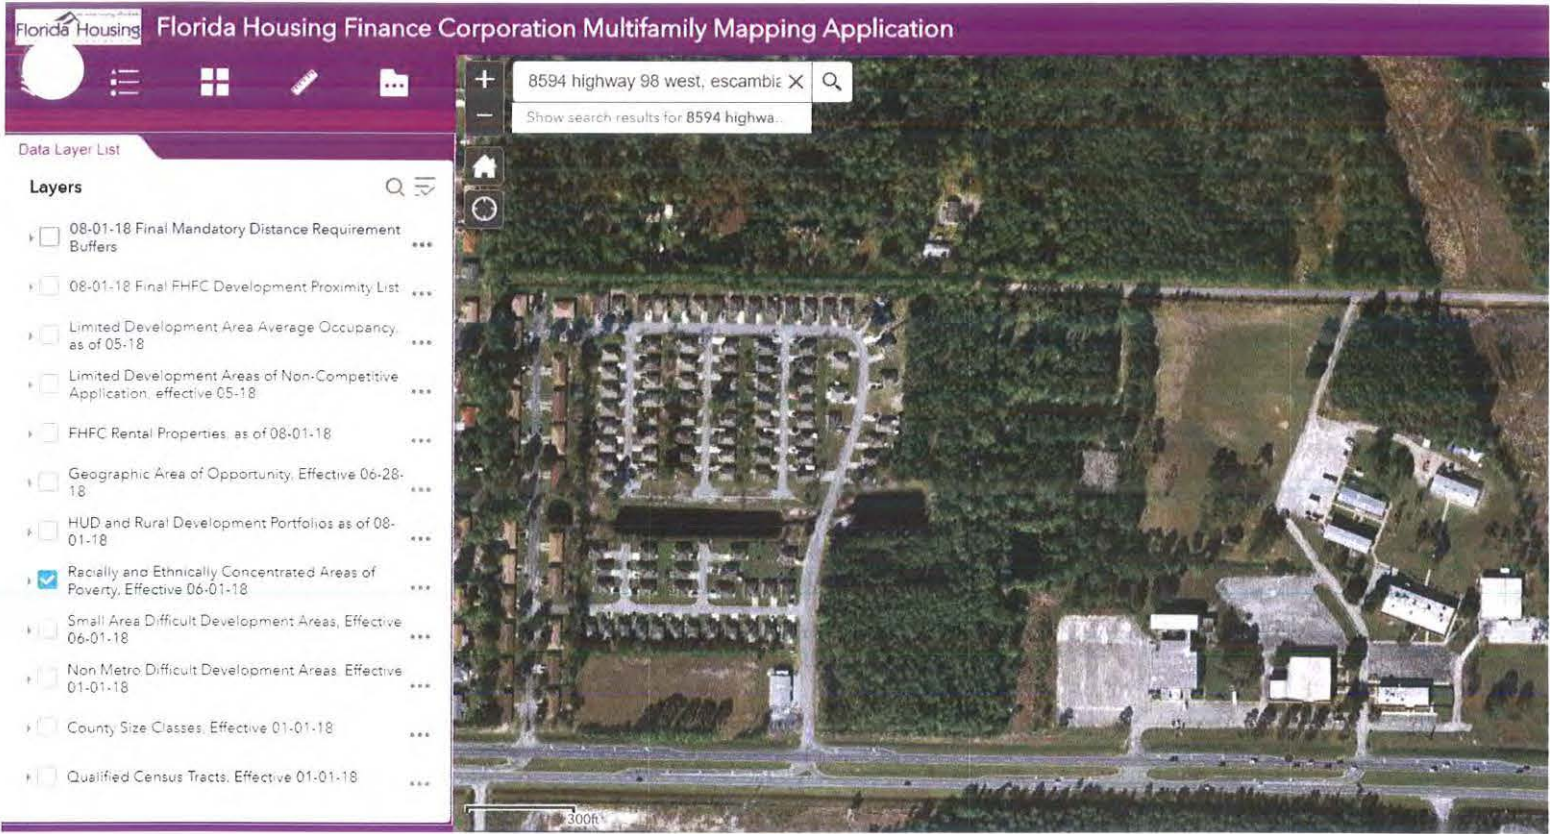 Florida Housing
Florida Housing Finance Corporation Multifamily Mapping Application
8594 highway 98 west, escambia
Show search results for 8594 highwa...
Data Layer List
Layers
08-01-18 Final Mandatory Distance Requirement
Buffers
08-01-18 Final FHFC Development Proximity List
Limited Development Area Average Occupancy,
as of 05-18
Limited Development Areas of Non-Competitive
Application, effective 05-18
FHFC Rental Properties, as of 08-01-18
Geographic Area of Opportunity, Effective 06-28-
18
HUD and Rural Development Portfolios as of 08-
01-18
Racially and Ethnically Concentrated Areas of
Poverty, Effective 06-01-18
Small Area Difficult Development Areas, Effective
06-01-18
Non Metro Difficult Development Areas, Effective
01-01-18
County Size Classes, Effective 01-01-18
Qualified Census Tracts, Effective 01-01-18
300ft